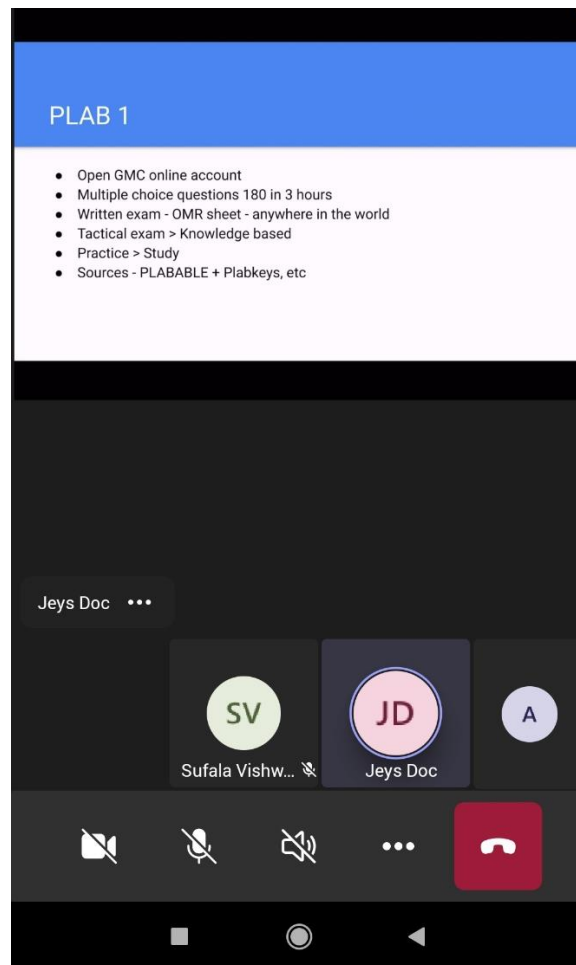 PLAB 1
● Open GMC online account
● Multiple choice questions 180 in 3 hours
● Written exam - OMR sheet - anywhere in the world
● Tactical exam > Knowledge based
● Practice > Study
● Sources - PLABABLE + Plabkeys, etc
Jeys Doc •••
SV
JD
A
Sufala Vishw...
Jeys Doc